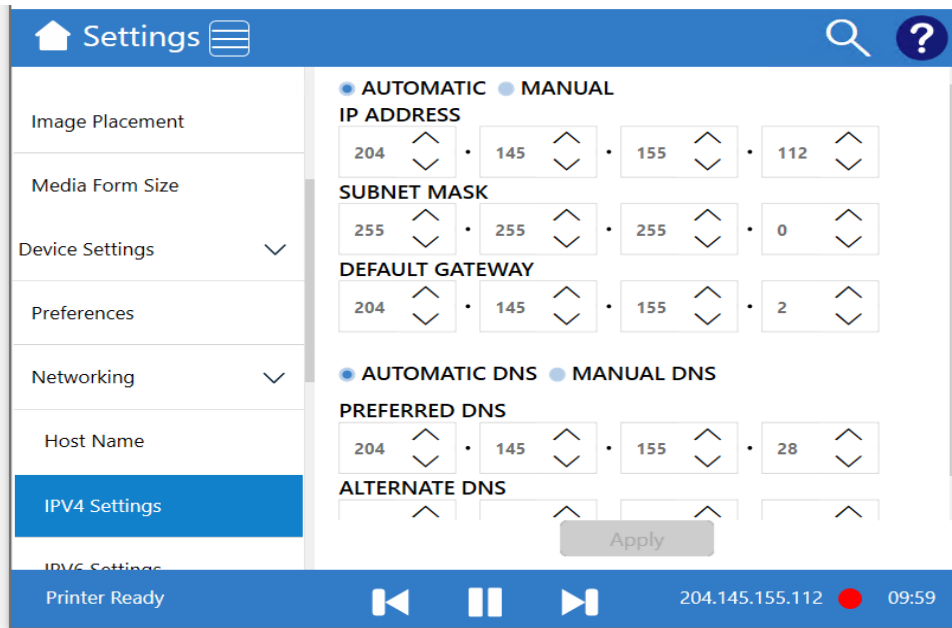 Settings
?
Image Placement
Media Form Size
Device Settings
Preferences
Networking
Host Name
IPV4 Settings
IPV6 Settings
AUTOMATIC MANUAL
IP ADDRESS
204 . 145 . 155 . 112
SUBNET MASK
255 . 255 . 255 . 0
DEFAULT GATEWAY
204 . 145 . 155 . 2
AUTOMATIC DNS MANUAL DNS
PREFERRED DNS
204 . 145 . 155 . 28
ALTERNATE DNS
Apply
Printer Ready
204.145.155.112 09:59